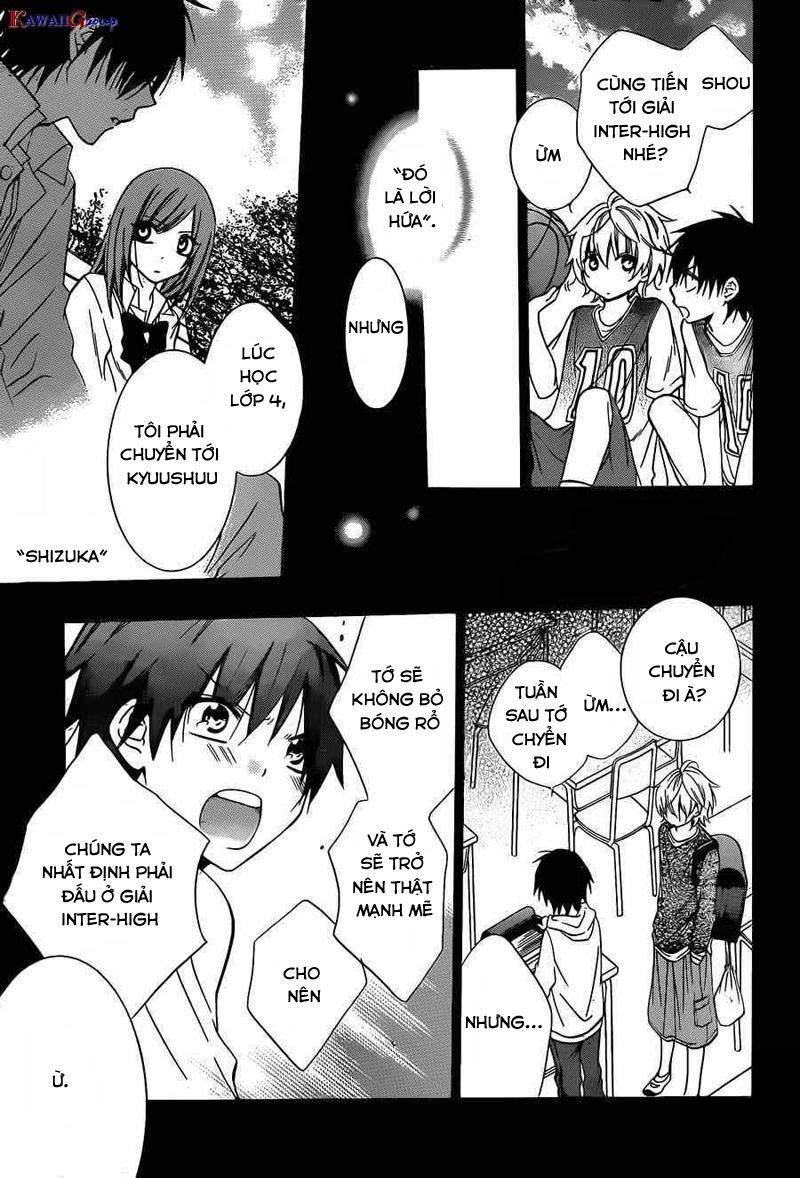 KAWAIIGroup
SHOU
CÙNG TIẾN
TỚI GIẢI
INTER-HIGH
NHÉ?
ỪM
"ĐÓ
LÀ LỜI
HỨA".
NHƯNG
LÚC
HỌC
LỚP 4,
TÔI PHẢI
CHUYỂN TỚI
KYUUSHUU
"SHIZUKA"
10
CẬU
CHUYỂN
ĐI À?
ỪM...
TUẦN
SAU TỚ
CHYỂN
ĐI
NHƯNG...
TỚ SẼ
KHÔNG BỎ
BÓNG RỔ
VÀ TỚ
SẼ TRỞ
NÊN THẬT
MẠNH MẼ
CHO
NÊN
CHÚNG TA
NHẤT ĐỊNH PHẢI
ĐẤU Ở GIẢI
INTER-HIGH
Ừ.